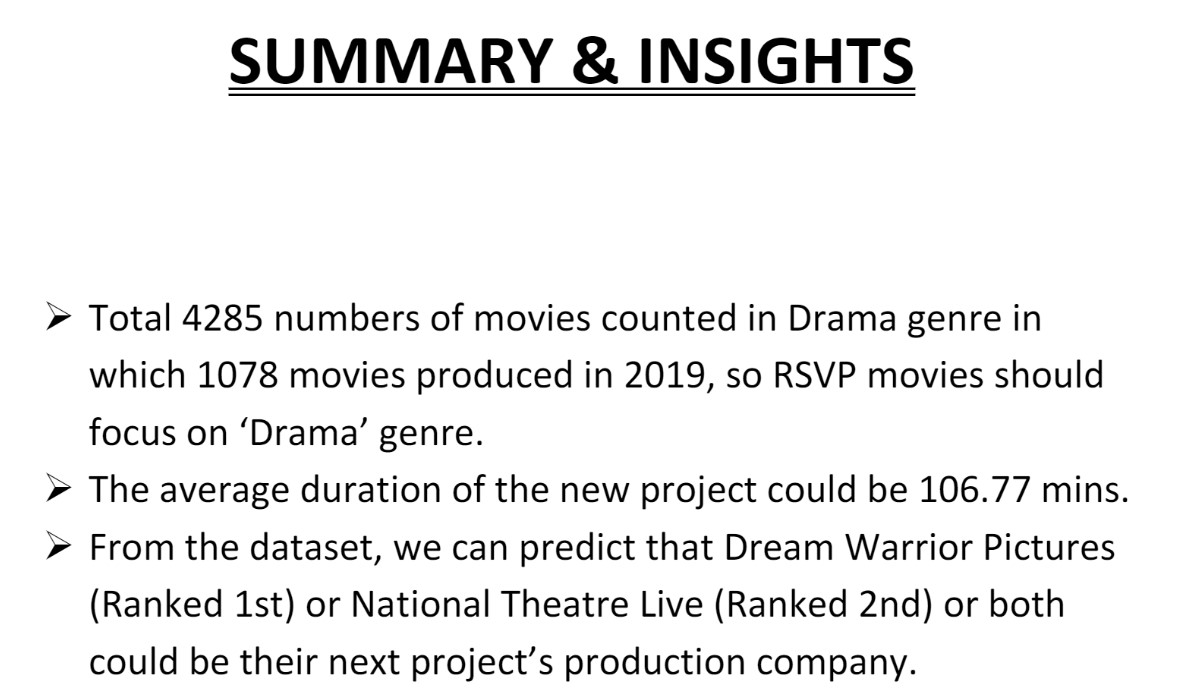 SUMMARY & INSIGHTS
➢ Total 4285 numbers of movies counted in Drama genre in
which 1078 movies produced in 2019, so RSVP movies should
focus on ‘Drama’ genre.
➢ The average duration of the new project could be 106.77 mins.
➢ From the dataset, we can predict that Dream Warrior Pictures
(Ranked 1st) or National Theatre Live (Ranked 2nd) or both
could be their next project’s production company.